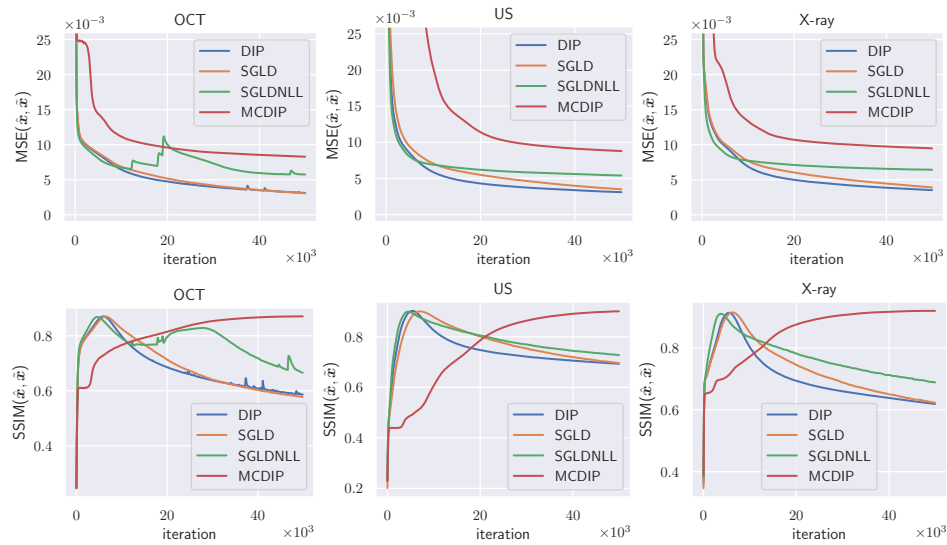 ×10⁻³ OCT
25
20
15
10
5
0
MSE(x̂, x̃)
DIP
SGLD
SGLDNLL
MCDIP
0 20 40
iteration ×10³
×10⁻³ US
25
20
15
10
5
0
MSE(x̂, x̃)
DIP
SGLD
SGLDNLL
MCDIP
0 20 40
iteration ×10³
×10⁻³ X-ray
25
20
15
10
5
0
MSE(x̂, x̃)
DIP
SGLD
SGLDNLL
MCDIP
0 20 40
iteration ×10³
OCT
0.8
0.6
0.4
SSIM(x̂, x)
DIP
SGLD
SGLDNLL
MCDIP
0 20 40
iteration ×10³
US
0.8
0.6
0.4
0.2
SSIM(x̂, x)
DIP
SGLD
SGLDNLL
MCDIP
0 20 40
iteration ×10³
X-ray
0.8
0.6
0.4
SSIM(x̂, x)
DIP
SGLD
SGLDNLL
MCDIP
0 20 40
iteration ×10³